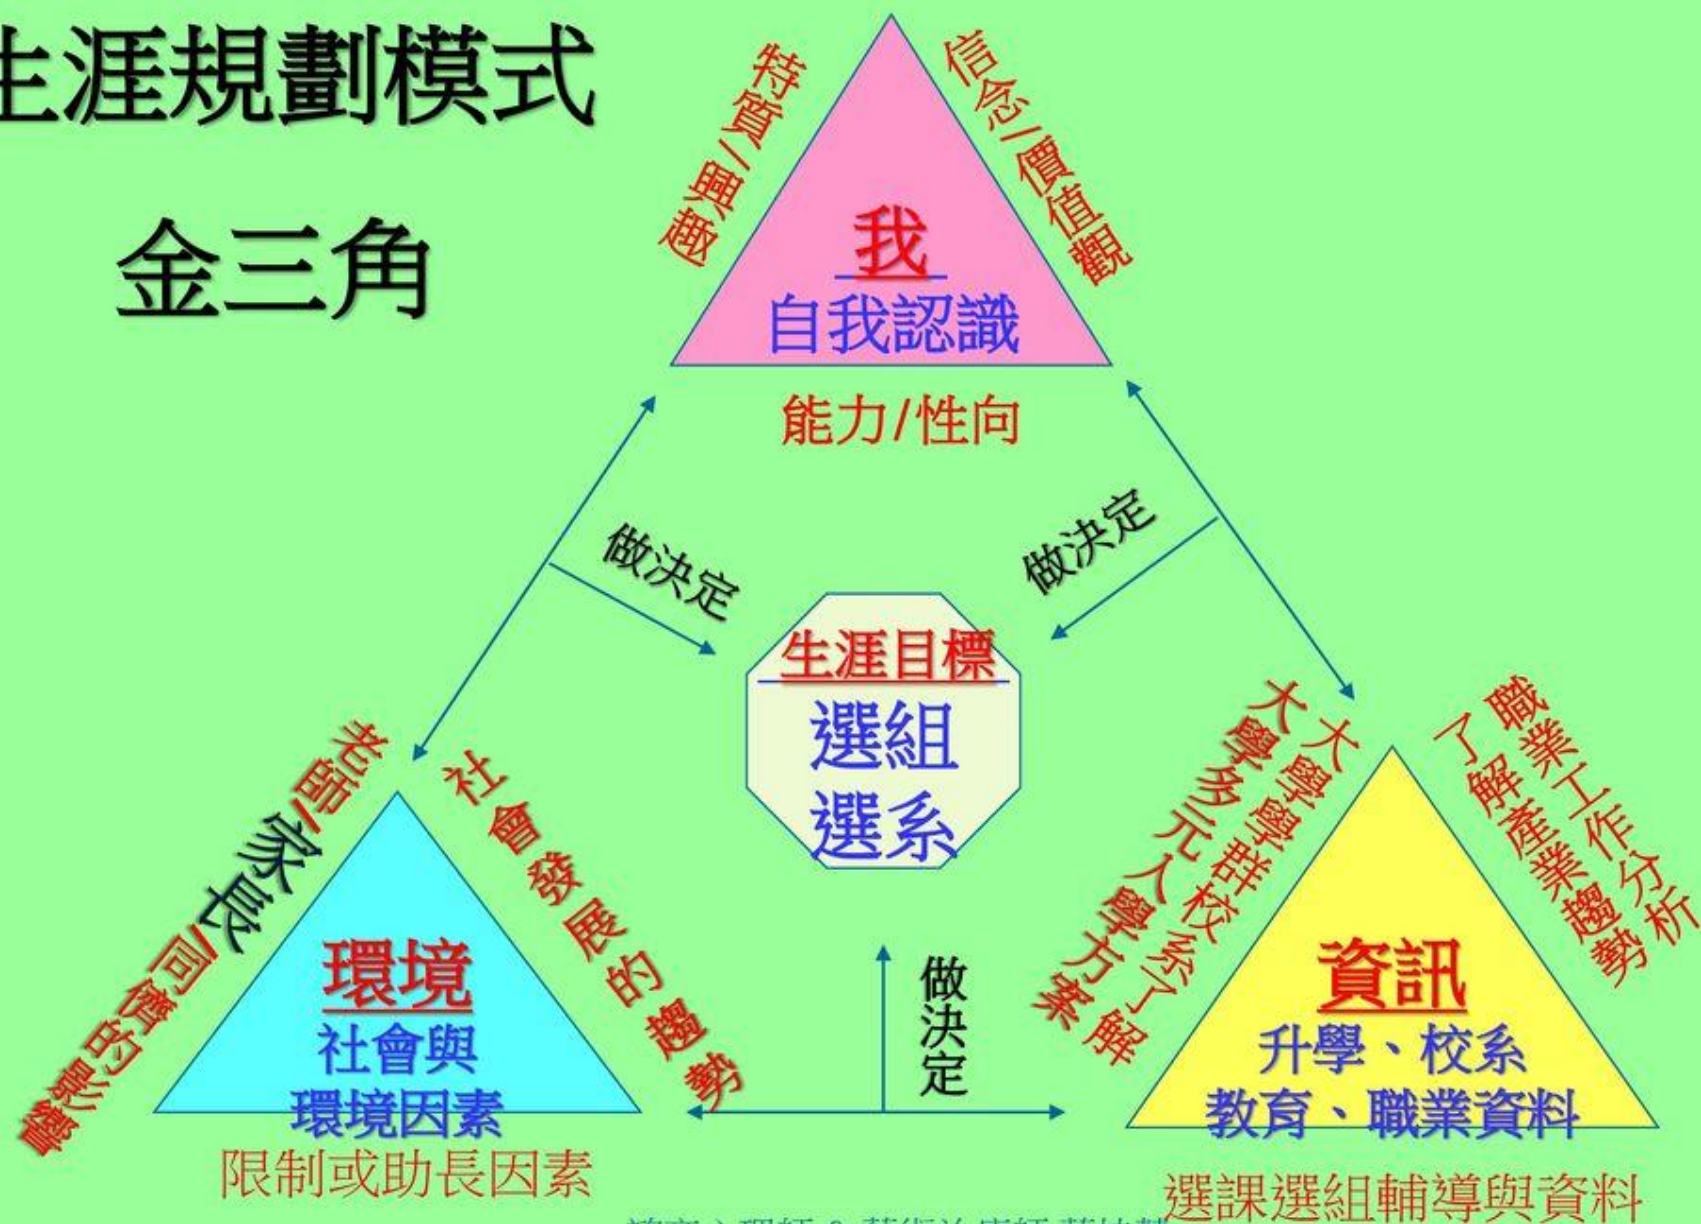 生涯規劃模式
金三角
特質/興趣
信念/價值觀
我
自我認識
能力/性向
做決定
做決定
生涯目標
選組
選系
老師/家長/同儕的影響
社會發展的趨勢
環境
社會與
環境因素
限制或助長因素
做決定
大學學群校系了解
大學多元入學方案
職業工作分析
了解產業趨勢
資訊
升學、校系
教育、職業資料
選課選組輔導與資料